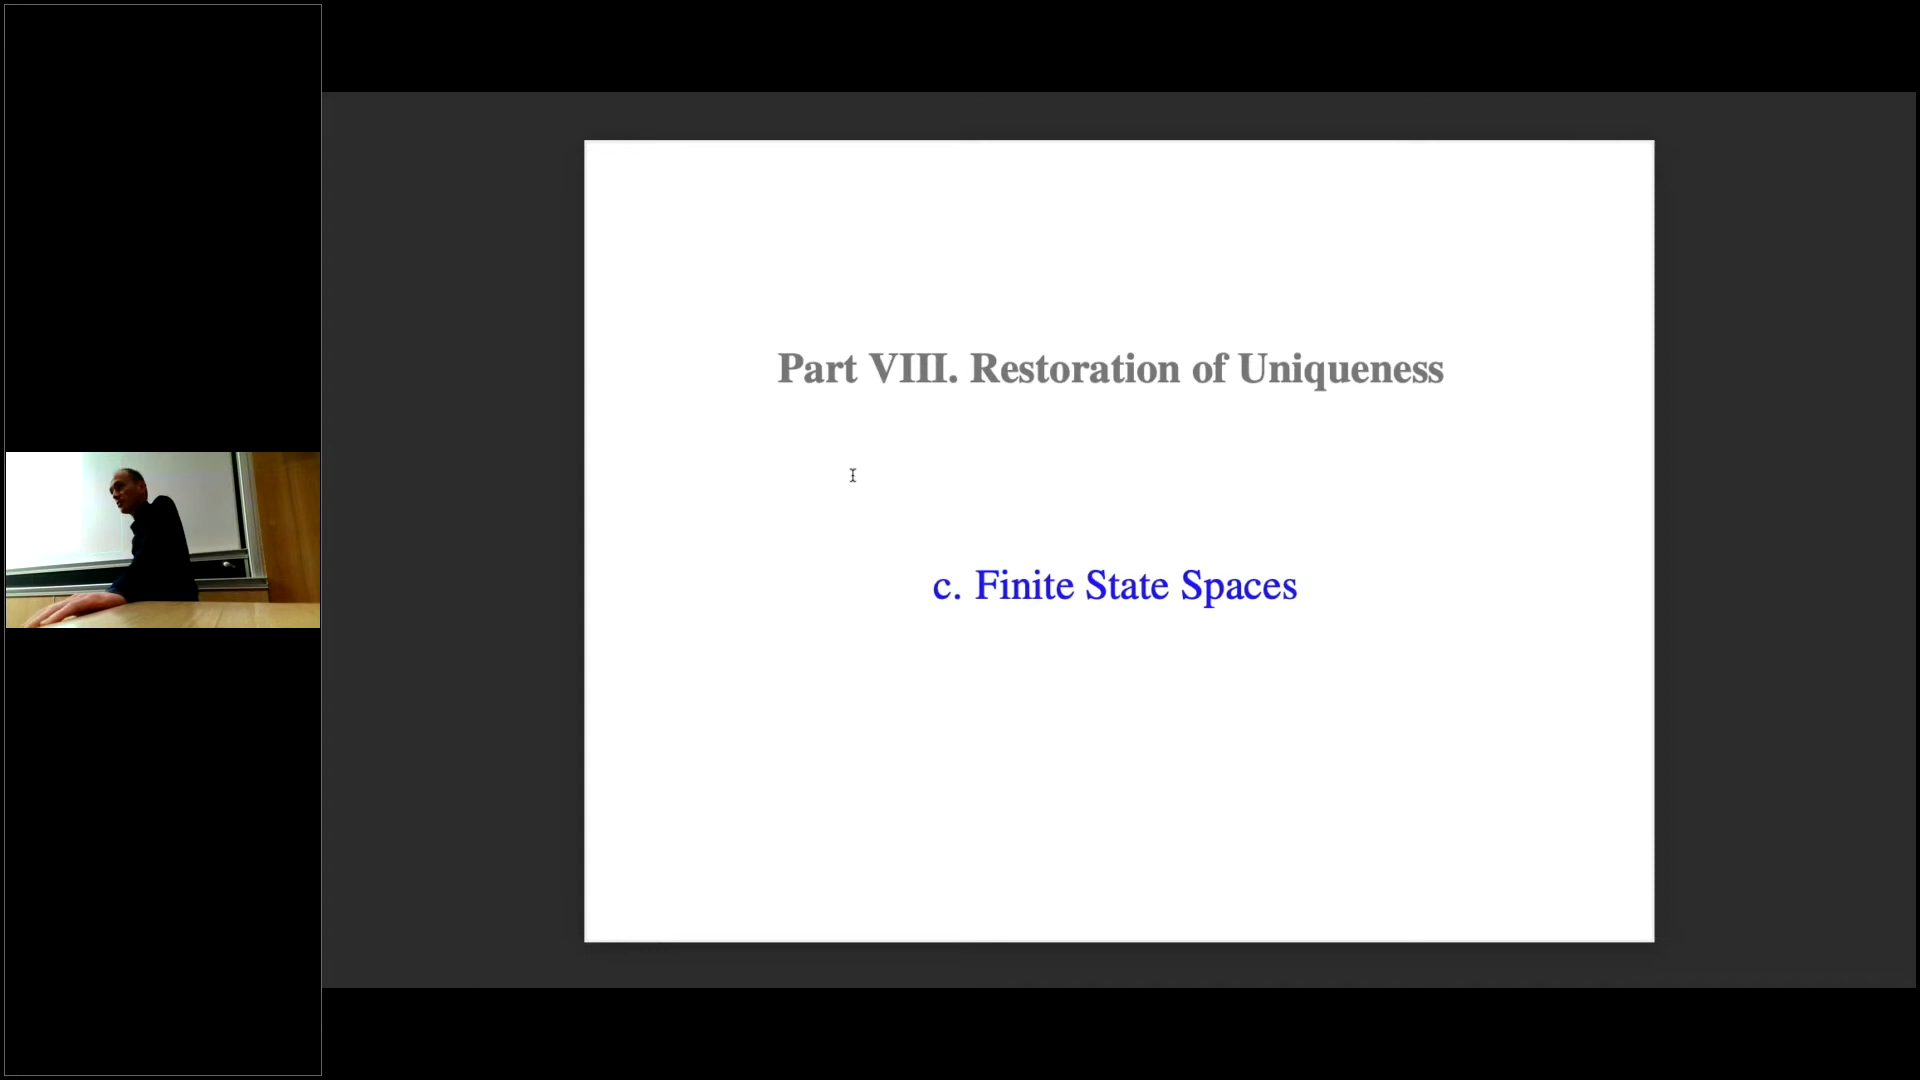 Part VIII. Restoration of Uniqueness
c. Finite State Spaces